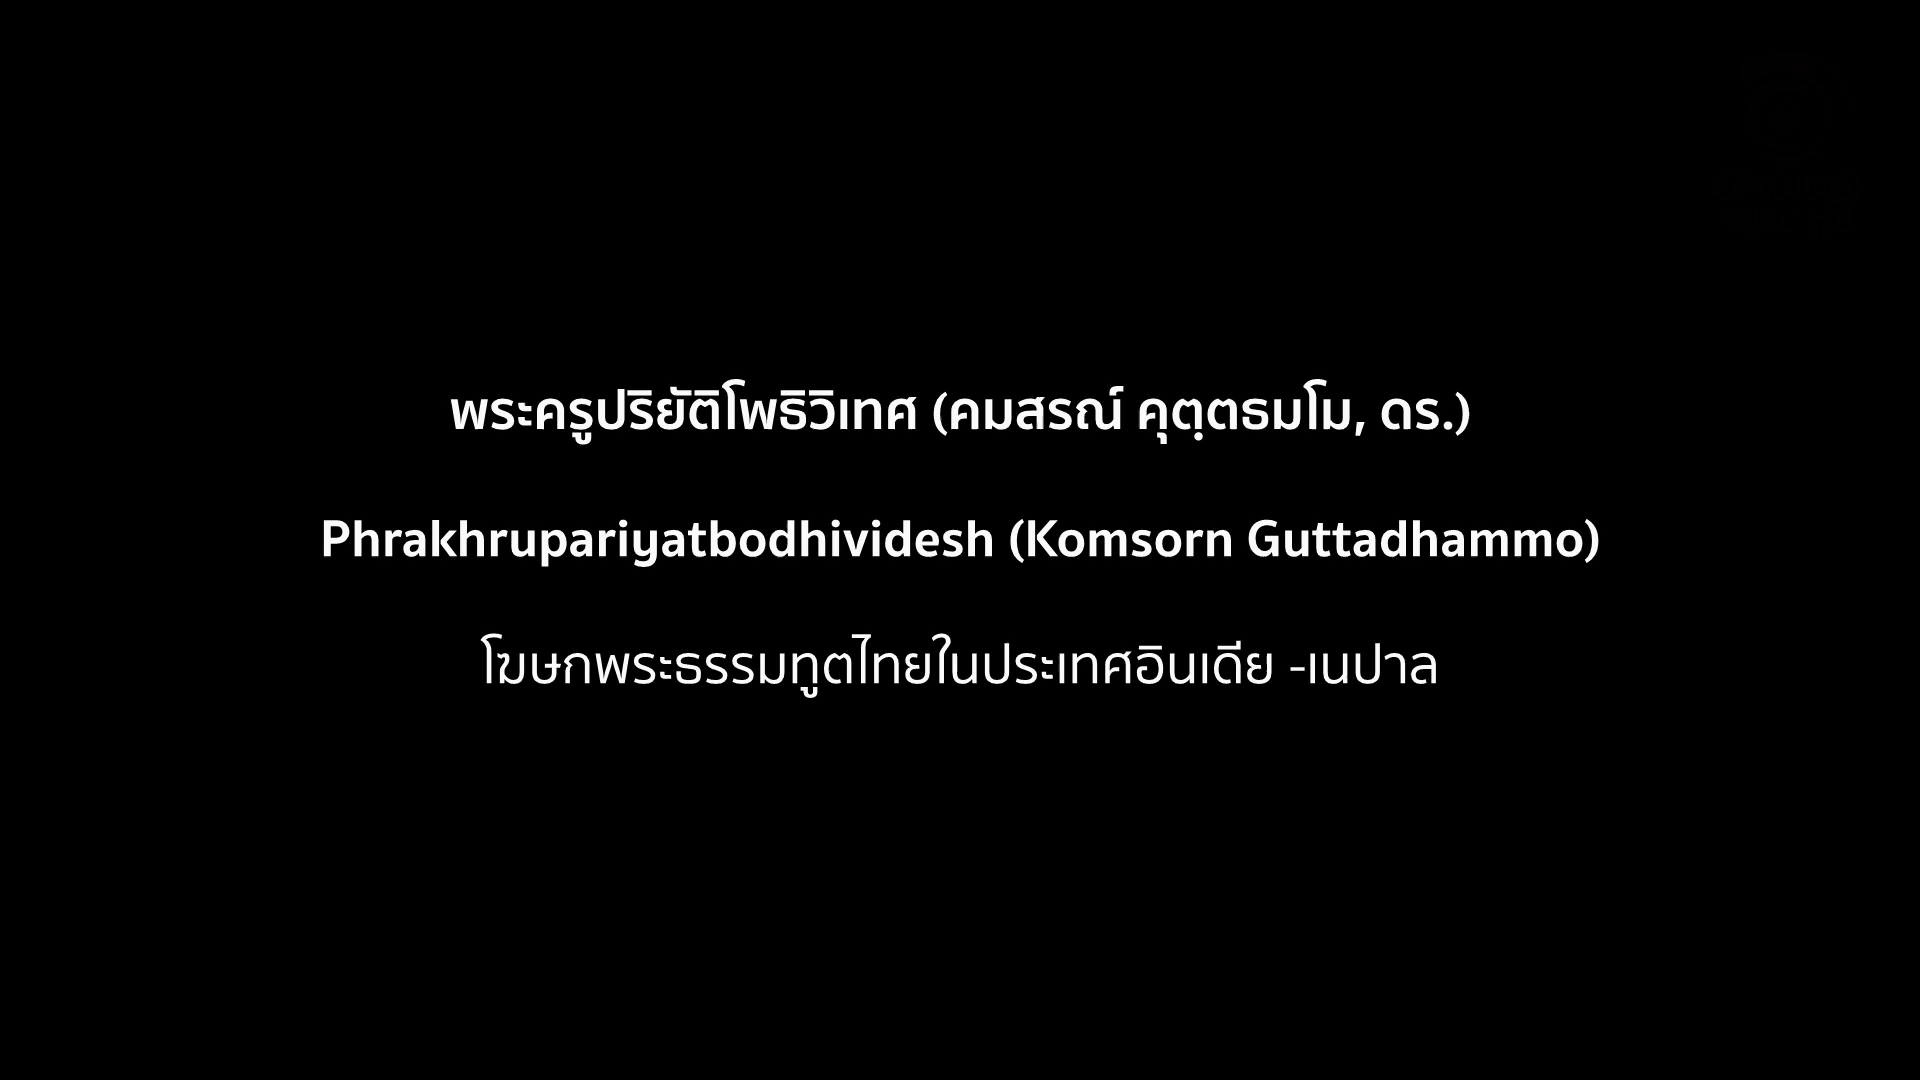 พระครูปริยัติโพธิวิเทศ (คมสรณ์ คุตฺตธมโม, ดร.)
Phrakhrupariyatbodhividesh (Komsorn Guttadhammo)
โฆษกพระธรรมทูตไทยในประเทศอินเดีย -เนปาล